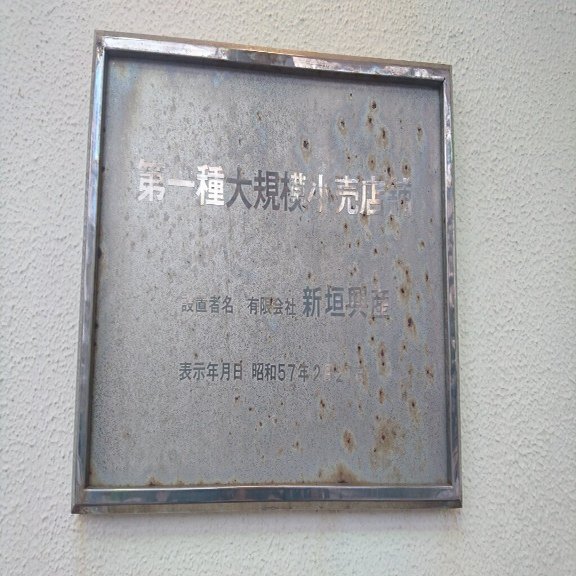 第一種大規模小売店舗
設置者名 有限会社 新垣興産
表示年月日 昭和57年2月